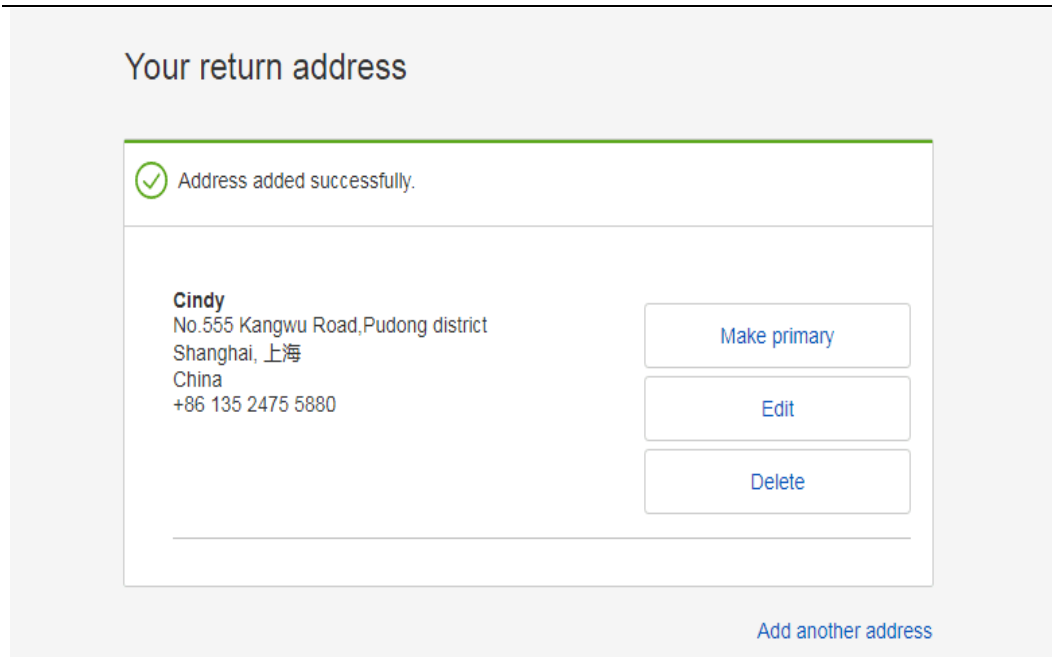 Your return address
Address added successfully.
Cindy
No.555 Kangwu Road,Pudong district
Shanghai, 上海
China
+86 135 2475 5880
Make primary
Edit
Delete
Add another address